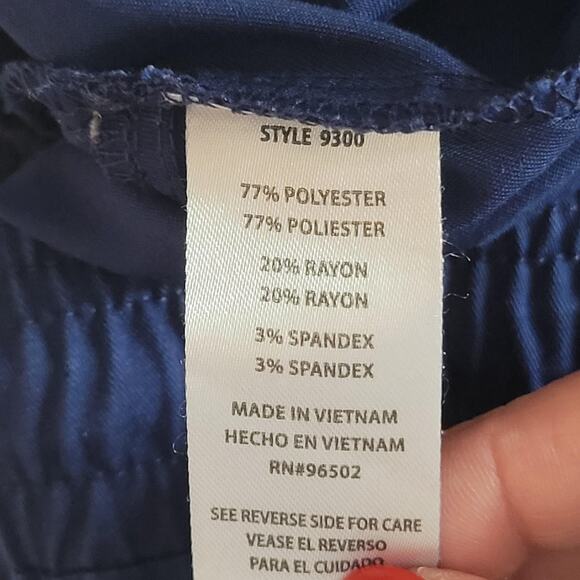 STYLE 9300
77% POLYESTER
77% POLIESTER
20% RAYON
20% RAYON
3% SPANDEX
3% SPANDEX
MADE IN VIETNAM
HECHO EN VIETNAM
RN#96502
SEE REVERSE SIDE FOR CARE
VEASE EL REVERSO
PARA EL CUIDADO